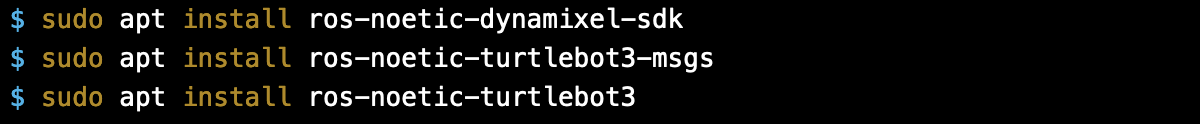 $ sudo apt install ros-noetic-dynamixel-sdk
$ sudo apt install ros-noetic-turtlebot3-msgs
$ sudo apt install ros-noetic-turtlebot3